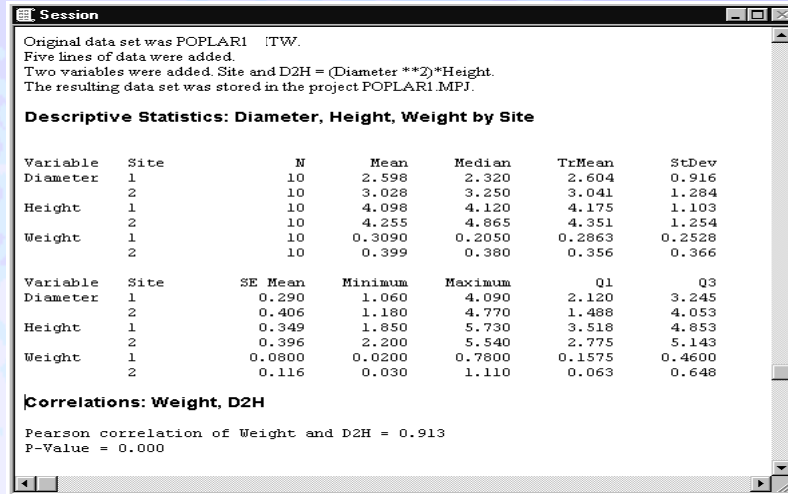 Session
Original data set was POPLAR1 TW.
Five lines of data were added.
Two variables were added. Site and D2H = (Diameter **2)*Height.
The resulting data set was stored in the project POPLAR1.MPJ.
Descriptive Statistics: Diameter, Height, Weight by Site
Variable Site N Mean Median TrMean StDev
Diameter 1 10 2.598 2.320 2.604 0.916
2 10 3.028 3.250 3.041 1.284
Height 1 10 4.098 4.120 4.175 1.103
2 10 4.255 4.865 4.351 1.254
Weight 1 10 0.3090 0.2050 0.2863 0.2528
2 10 0.399 0.380 0.356 0.366
Variable Site SE Mean Minimum Maximum Q1 Q3
Diameter 1 0.290 1.060 4.090 2.120 3.245
2 0.406 1.180 4.770 1.488 4.053
Height 1 0.349 1.850 5.730 3.518 4.853
2 0.396 2.200 5.540 2.775 5.143
Weight 1 0.0800 0.0200 0.7800 0.1575 0.4600
2 0.116 0.030 1.110 0.063 0.648
Correlations: Weight, D2H
Pearson correlation of Weight and D2H = 0.913
P-Value = 0.000